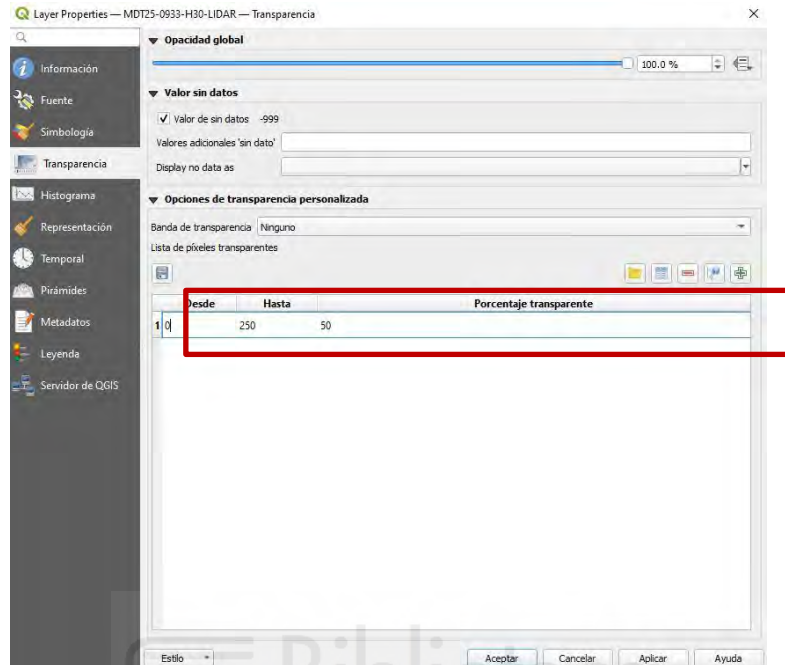 Layer Properties — MDT25-0933-H30-LIDAR — Transparencia
Información
Fuente
Simbología
Transparencia
Histograma
Representación
Temporal
Pirámides
Metadatos
Leyenda
Servidor de QGIS
Opacidad global
100.0 %
Valor sin datos
Valor de sin datos -999
Valores adicionales 'sin dato'
Display no data as
Opciones de transparencia personalizada
Banda de transparencia Ninguno
Lista de píxeles transparentes
Desde Hasta Porcentaje transparente
1 0 250 50
Estilo Aceptar Cancelar Aplicar Ayuda